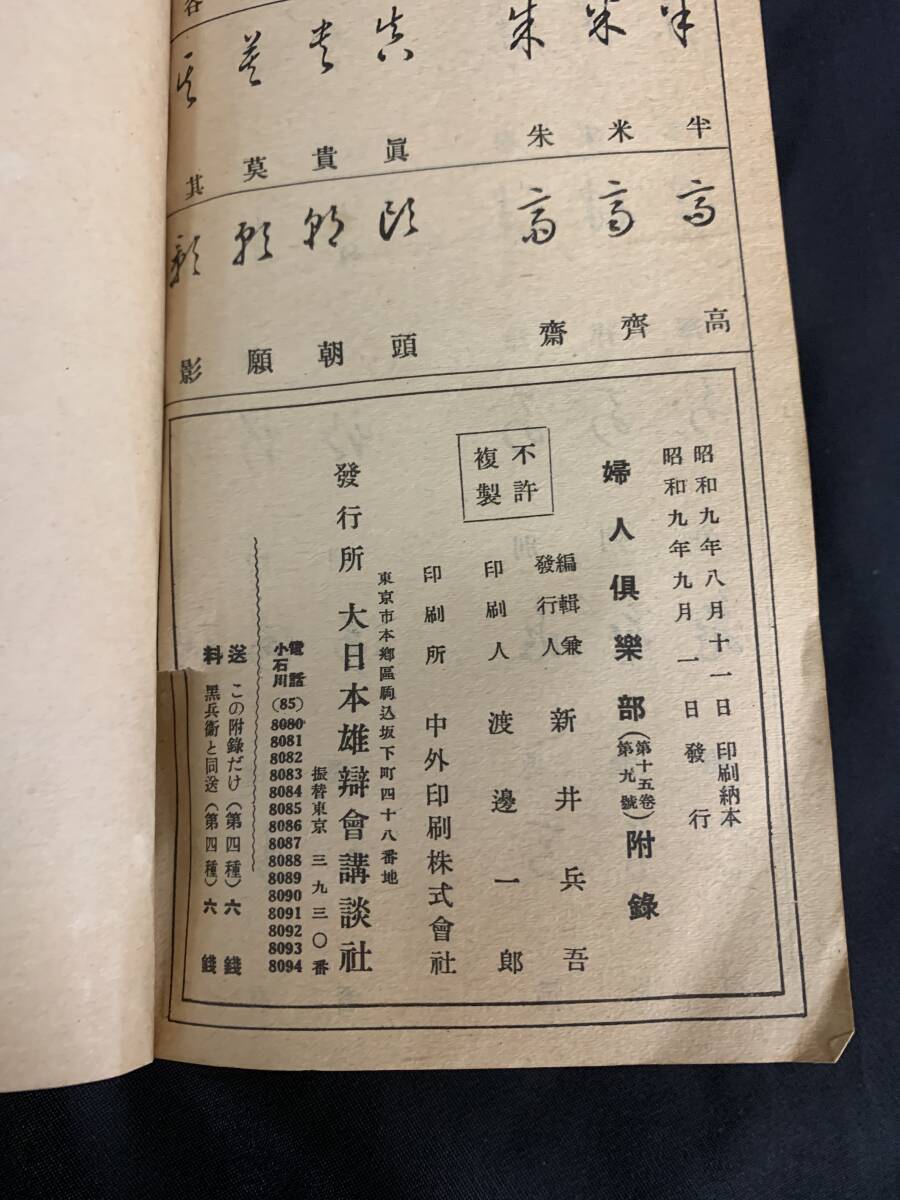 半
米
朱
眞
貴
莫
其
高
齊
齋
頭
朝
願
影
昭和九年八月十一日 印刷納本
昭和九年九月 一日 發行
婦人俱樂部(第十五卷第九號)附錄
不許複製
編輯兼發行人 新井兵吾
印刷人 渡邊一郎
印刷所 中外印刷株式會社
東京市本鄕區駒込坂下町四十八番地
發行所 大日本雄辯會講談社
振替東京 三九三〇番
電話小石川(85)8080 8081 8082 8083 8084 8085 8086 8087 8088 8089 8090 8091 8092 8093 8094
送料
この附錄だけ(第四種)六錢
黑兵衞と同送(第四種)六錢